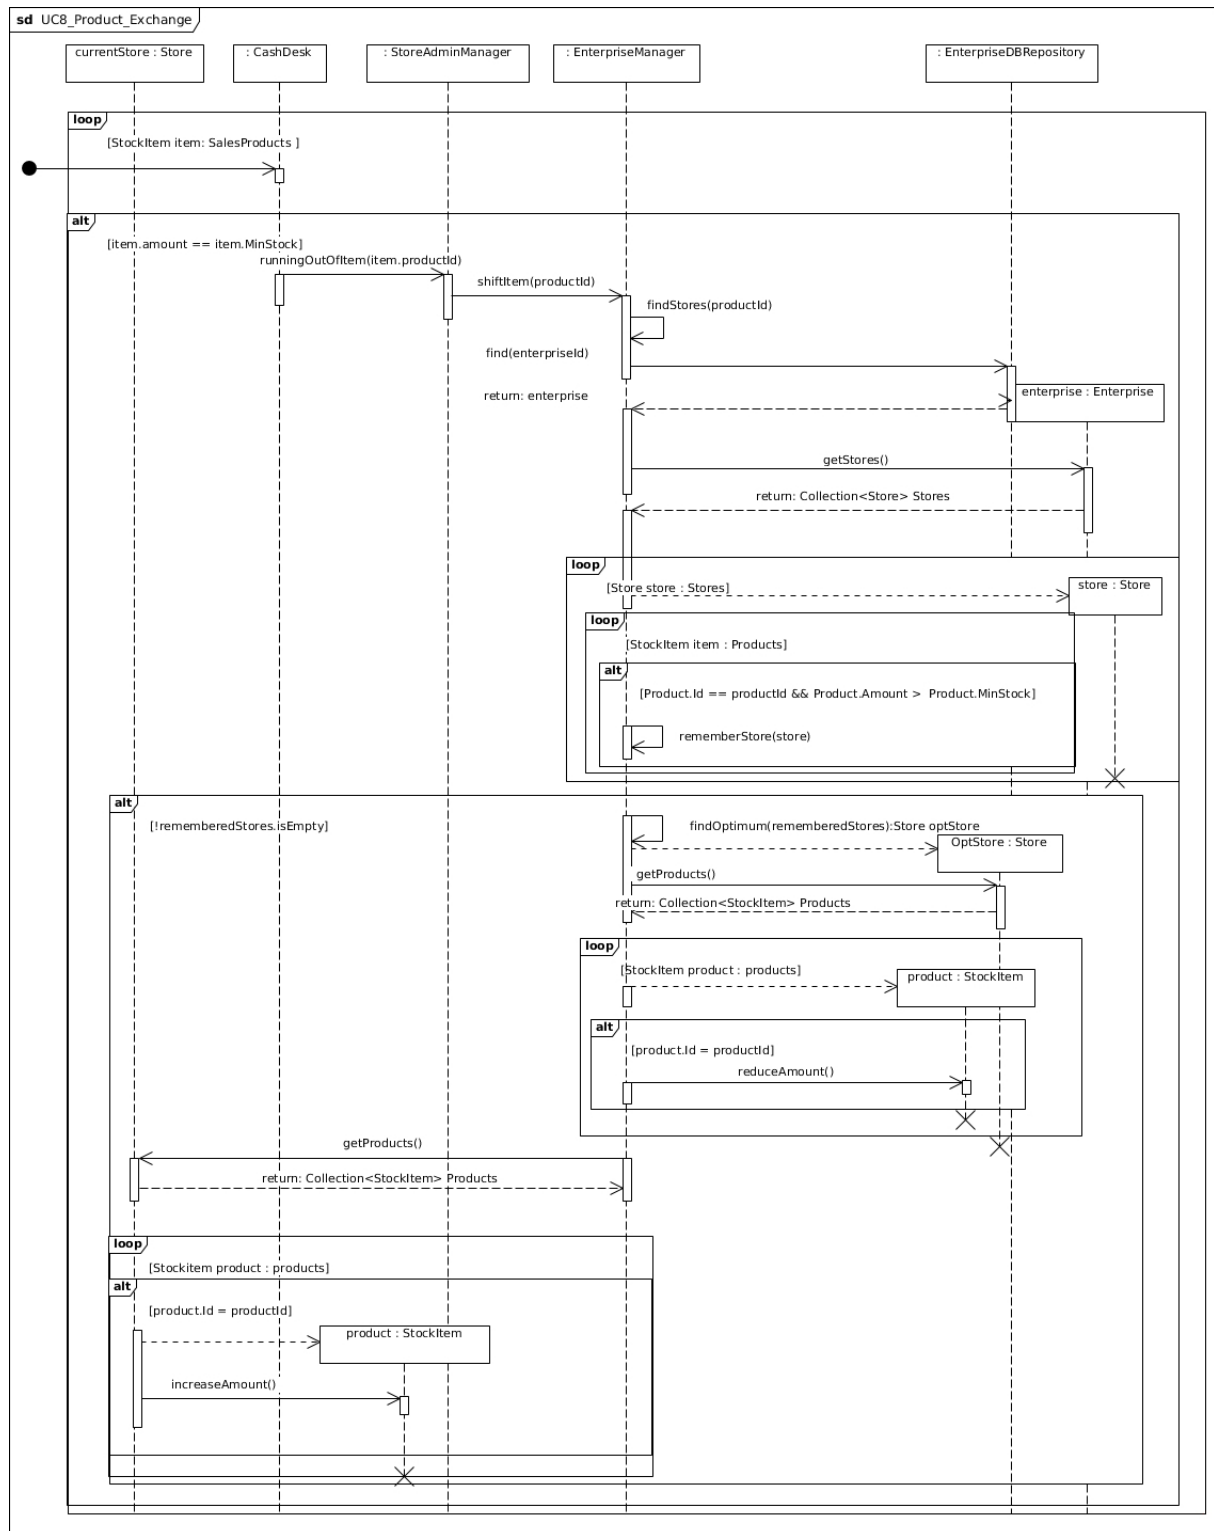 sd UC8_Product_Exchange
currentStore : Store
: CashDesk
: StoreAdminManager
: EnterpriseManager
: EnterpriseDBRepository
loop
[StockItem item: SalesProducts ]
alt
[item.amount == item.MinStock]
runningOutOfItem(item.productId)
shiftItem(productId)
findStores(productId)
find(enterpriseId)
enterprise : Enterprise
return: enterprise
getStores()
return: Collection<Store> Stores
loop
[Store store : Stores]
store : Store
loop
[StockItem item : Products]
alt
[Product.Id == productId && Product.Amount > Product.MinStock]
rememberStore(store)
alt
[!rememberedStores.isEmpty]
findOptimum(rememberedStores):Store optStore
OptStore : Store
getProducts()
return: Collection<StockItem> Products
loop
[StockItem product : products]
product : StockItem
alt
[product.Id = productId]
reduceAmount()
getProducts()
return: Collection<StockItem> Products
loop
[Stockitem product : products]
alt
[product.Id = productId]
product : StockItem
increaseAmount()